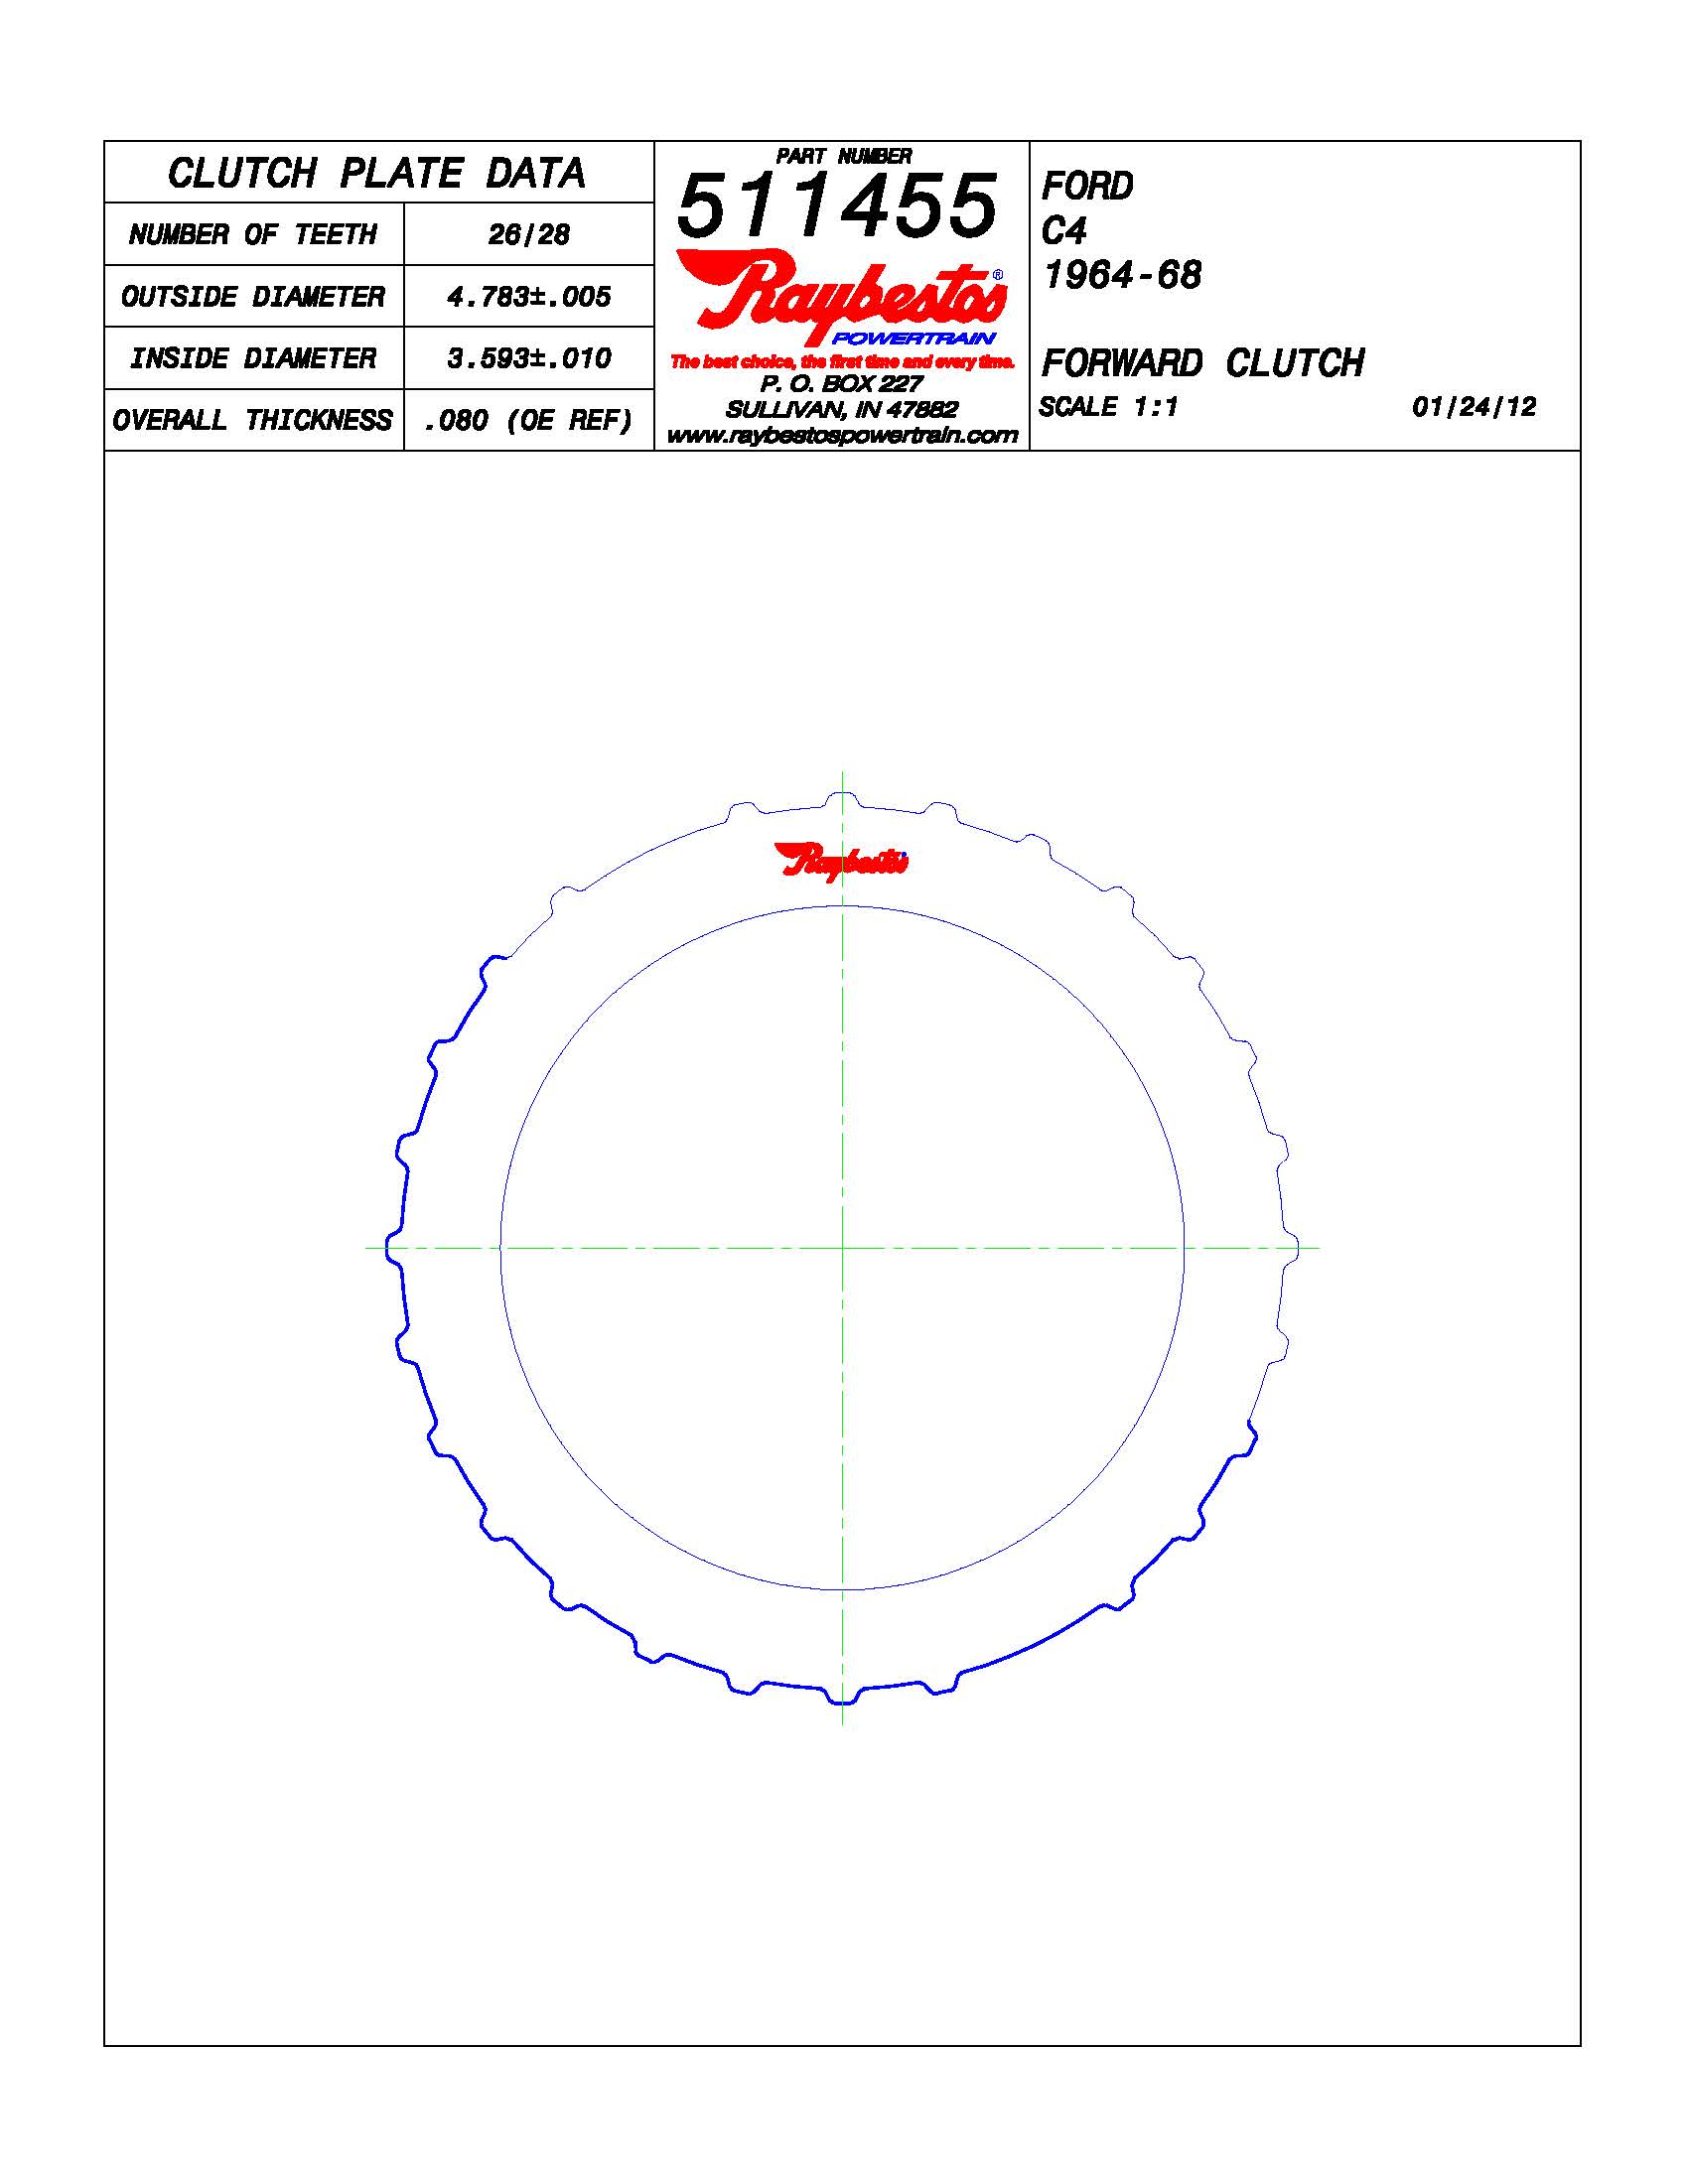 CLUTCH PLATE DATA
NUMBER OF TEETH 26/28
OUTSIDE DIAMETER 4.783±.005
INSIDE DIAMETER 3.593±.010
OVERALL THICKNESS .080 (OE REF)
PART NUMBER
511455
Raybestos®
POWERTRAIN
The best choice, the first time and every time.
P. O. BOX 227
SULLIVAN, IN 47882
www.raybestospowertrain.com
FORD
C4
1964-68
FORWARD CLUTCH
SCALE 1:1 01/24/12
Raybestos